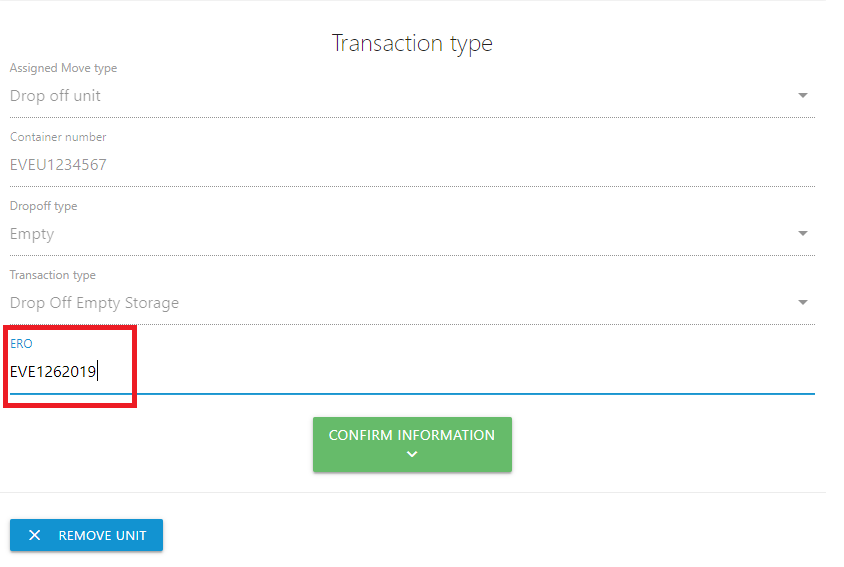 Transaction type
Assigned Move type
Drop off unit
Container number
EVEU1234567
Dropoff type
Empty
Transaction type
Drop Off Empty Storage
ERO
EVE1262019
CONFIRM INFORMATION
REMOVE UNIT